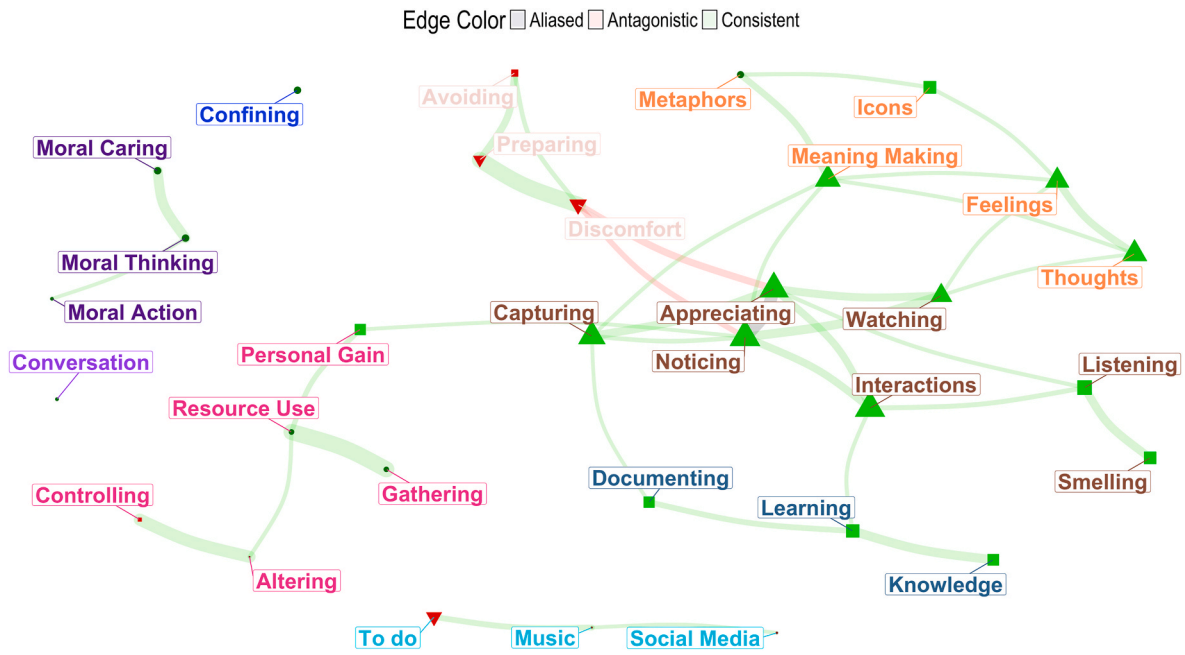 Edge Color Aliased Antagonistic Consistent
Avoiding
Metaphors
Icons
Confining
Moral Caring
Preparing
Meaning Making
Feelings
Discomfort
Moral Thinking
Thoughts
Moral Action
Capturing
Appreciating
Watching
Conversation
Personal Gain
Noticing
Listening
Interactions
Resource Use
Smelling
Documenting
Gathering
Controlling
Learning
Altering
Knowledge
To do
Music
Social Media